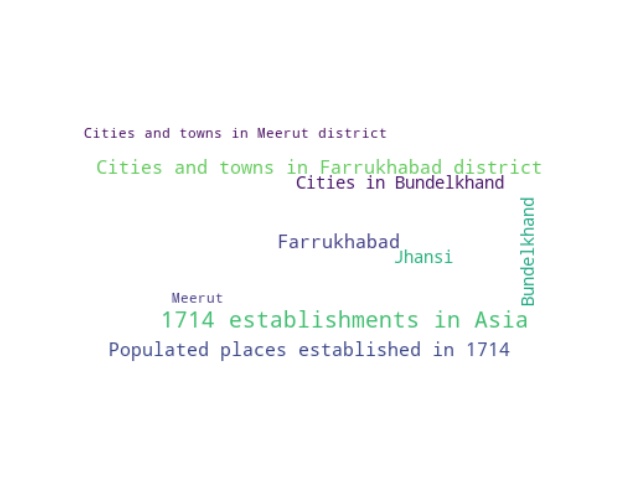 Cities and towns in Meerut district
Cities and towns in Farrukhabad district
Cities in Bundelkhand
Bundelkhand
Farrukhabad
Jhansi
Meerut
1714 establishments in Asia
Populated places established in 1714